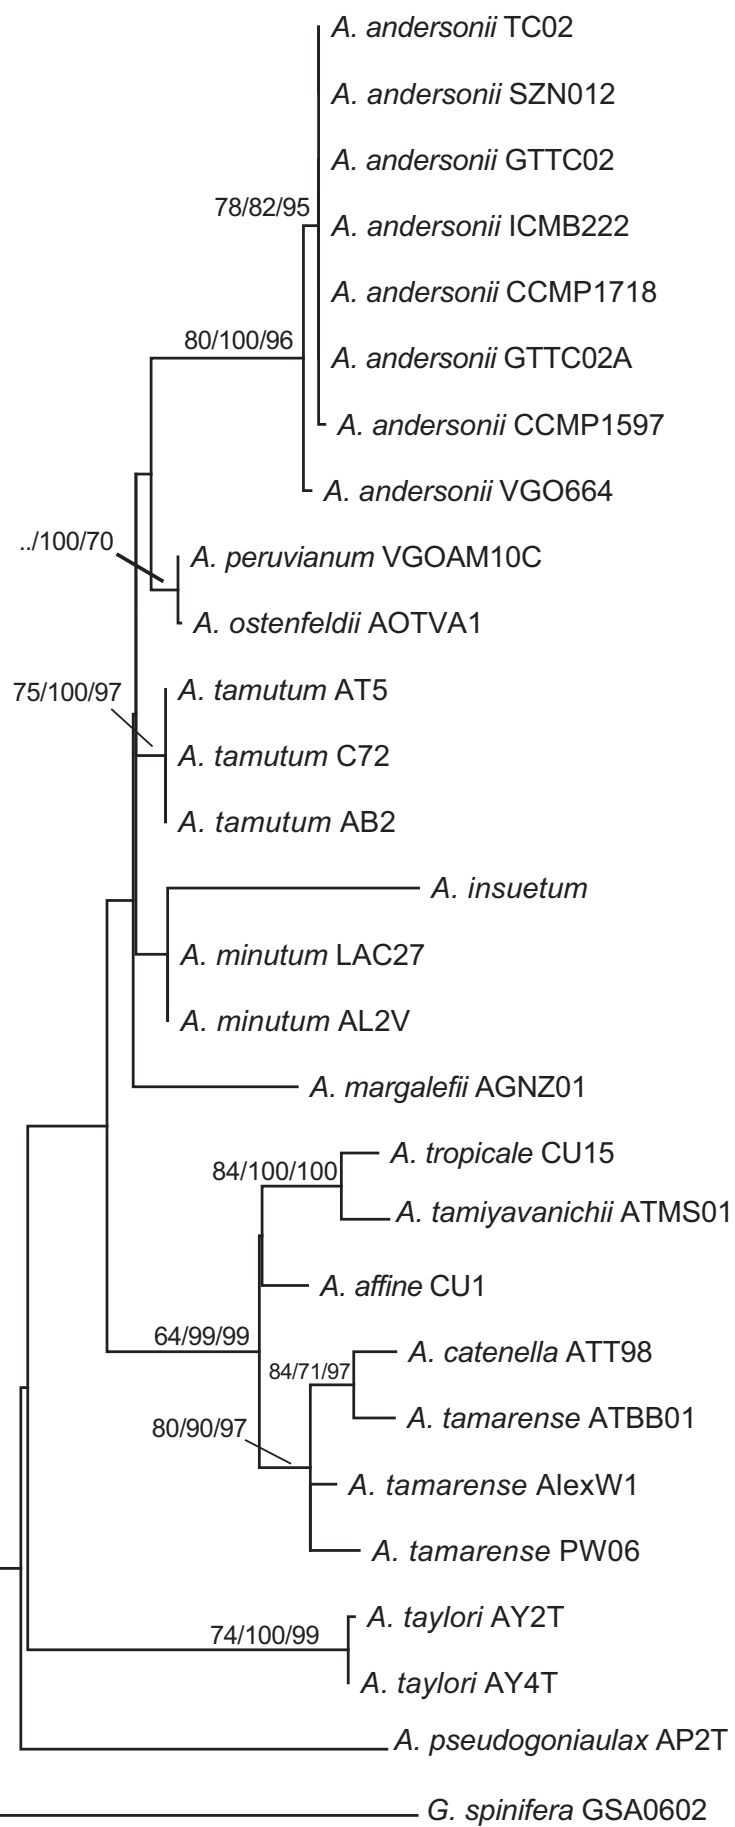 A. andersonii TC02
A. andersonii SZN012
A. andersonii GTTC02
78/82/95
A. andersonii ICMB222
A. andersonii CCMP1718
80/100/96
A. andersonii GTTC02A
A. andersonii CCMP1597
A. andersonii VGO664
../100/70
A. peruvianum VGOAM10C
A. ostenfeldii AOTVA1
75/100/97
A. tamutum AT5
A. tamutum C72
A. tamutum AB2
A. insuetum
A. minutum LAC27
A. minutum AL2V
A. margalefii AGNZ01
A. tropicale CU15
84/100/100
A. tamiyavanichii ATMS01
A. affine CU1
64/99/99
A. catenella ATT98
84/71/97
A. tamarense ATBB01
80/90/97
A. tamarense AlexW1
A. tamarense PW06
A. taylori AY2T
74/100/99
A. taylori AY4T
A. pseudogoniaulax AP2T
G. spinifera GSA0602